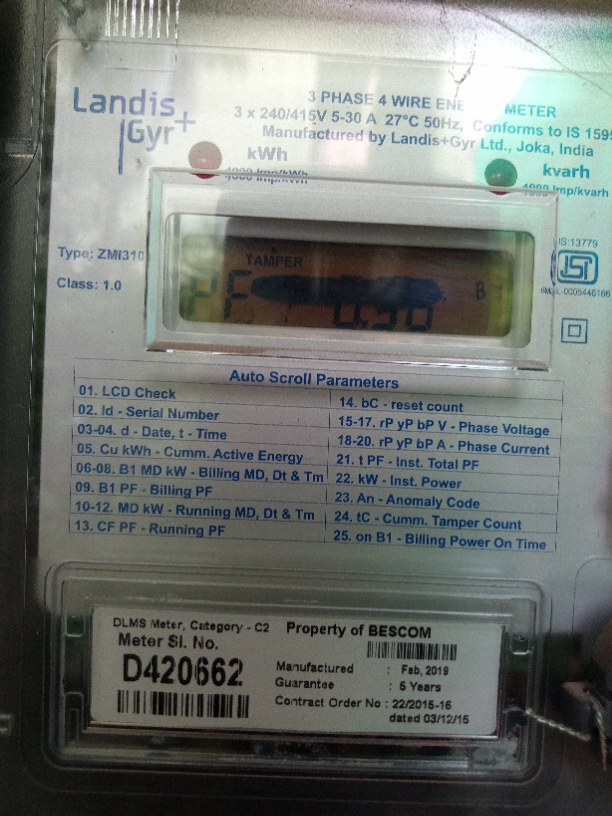 Landis
Gyr+
3 PHASE 4 WIRE METER
3 x 240/415V 5-30 A 27°C 50Hz, Conforms to IS
Manufactured by Landis+Gyr Ltd., Joka, India
kWh
kvarh
4000 Imp/kvarh
Type: ZMI310
Class: 1.0
TAMPER
PF
IS:13779
Auto Scroll Parameters
01. LCD Check
02. Id - Serial Number
03-04. d - Date, t - Time
05. Cu kWh - Cumm. Active Energy
06-08. B1 MD kW - Billing MD, Dt & Tm
09. B1 PF - Billing PF
10-12. MD kW - Running MD, Dt & Tm
13. CF PF - Running PF
14. bC - reset count
15-17. rP yP bP V - Phase Voltage
18-20. rP yP bP A - Phase Current
21. t PF - Inst. Total PF
22. kW - Inst. Power
23. An - Anomaly Code
24. tC - Cumm. Tamper Count
25. on B1 - Billing Power On Time
DLMS Meter, Category - C2 Property of BESCOM
Meter Sl. No.
D420662
Manufactured : Feb, 2019
Guarantee : 5 Years
Contract Order No : 22/2015-16
dated 03/12/15